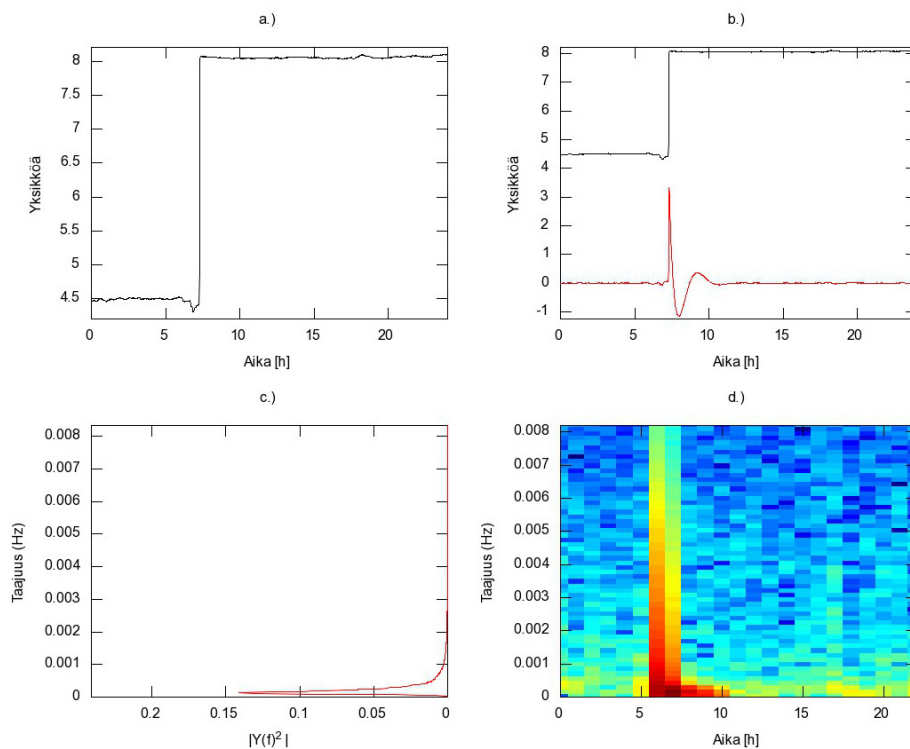 a.)
8
7.5
7
6.5
6
5.5
5
4.5
Yksikköä
0 5 10 15 20
Aika [h]
b.)
8
7
6
5
4
3
2
1
0
-1
Yksikköä
0 5 10 15 20
Aika [h]
c.)
0.008
0.007
0.006
0.005
0.004
0.003
0.002
0.001
0
Taajuus (Hz)
0.2 0.15 0.1 0.05 0
|Y(f)² |
d.)
0.008
0.007
0.006
0.005
0.004
0.003
0.002
0.001
0
Taajuus (Hz)
0 5 10 15 20
Aika [h]